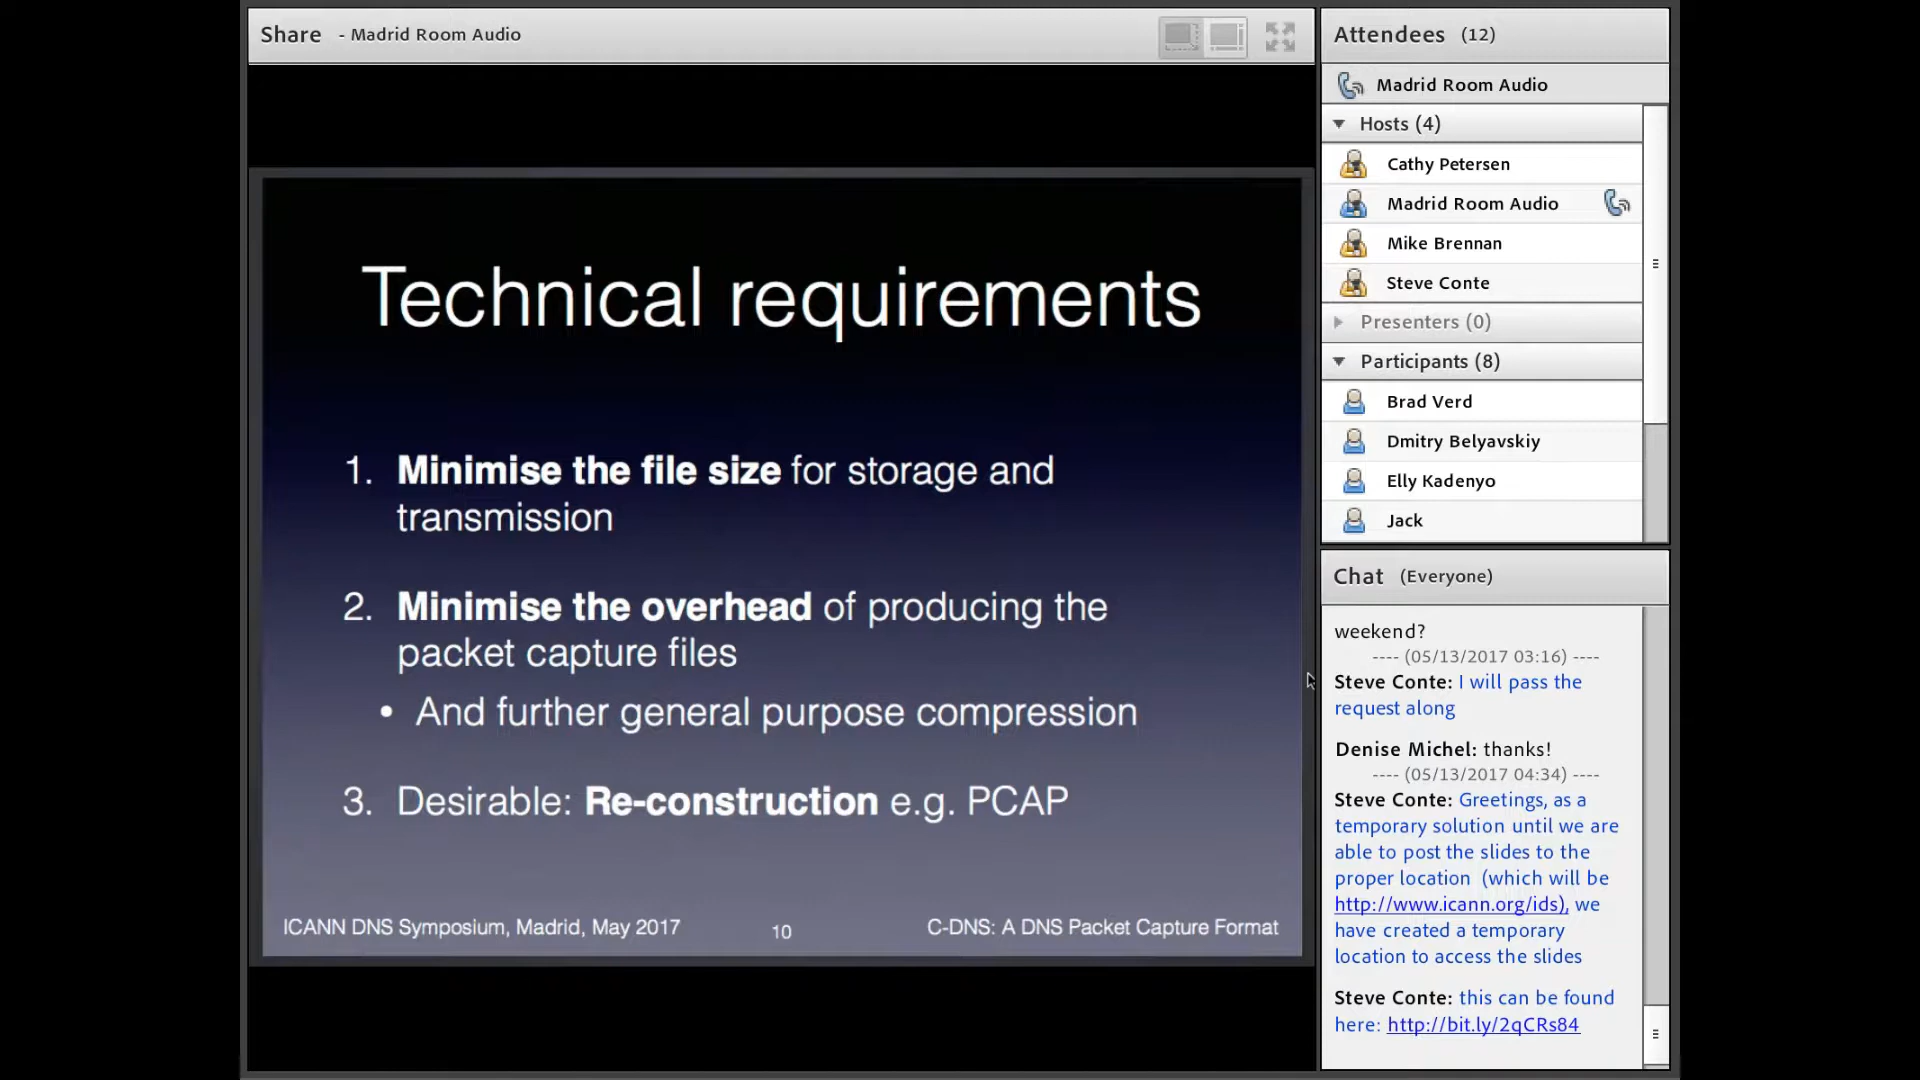 Share - Madrid Room Audio
Technical requirements
1. Minimise the file size for storage and
transmission
2. Minimise the overhead of producing the
packet capture files
• And further general purpose compression
3. Desirable: Re-construction e.g. PCAP
ICANN DNS Symposium, Madrid, May 2017
10
C-DNS: A DNS Packet Capture Format
Attendees (12)
Madrid Room Audio
Hosts (4)
Cathy Petersen
Madrid Room Audio
Mike Brennan
Steve Conte
Presenters (0)
Participants (8)
Brad Verd
Dmitry Belyavskiy
Elly Kadenyo
Jack
Chat (Everyone)
weekend?
---- (05/13/2017 03:16) ----
Steve Conte: I will pass the
request along
Denise Michel: thanks!
---- (05/13/2017 04:34) ----
Steve Conte: Greetings, as a
temporary solution until we are
able to post the slides to the
proper location (which will be
http://www.icann.org/ids), we
have created a temporary
location to access the slides
Steve Conte: this can be found
here: http://bit.ly/2qCRs84